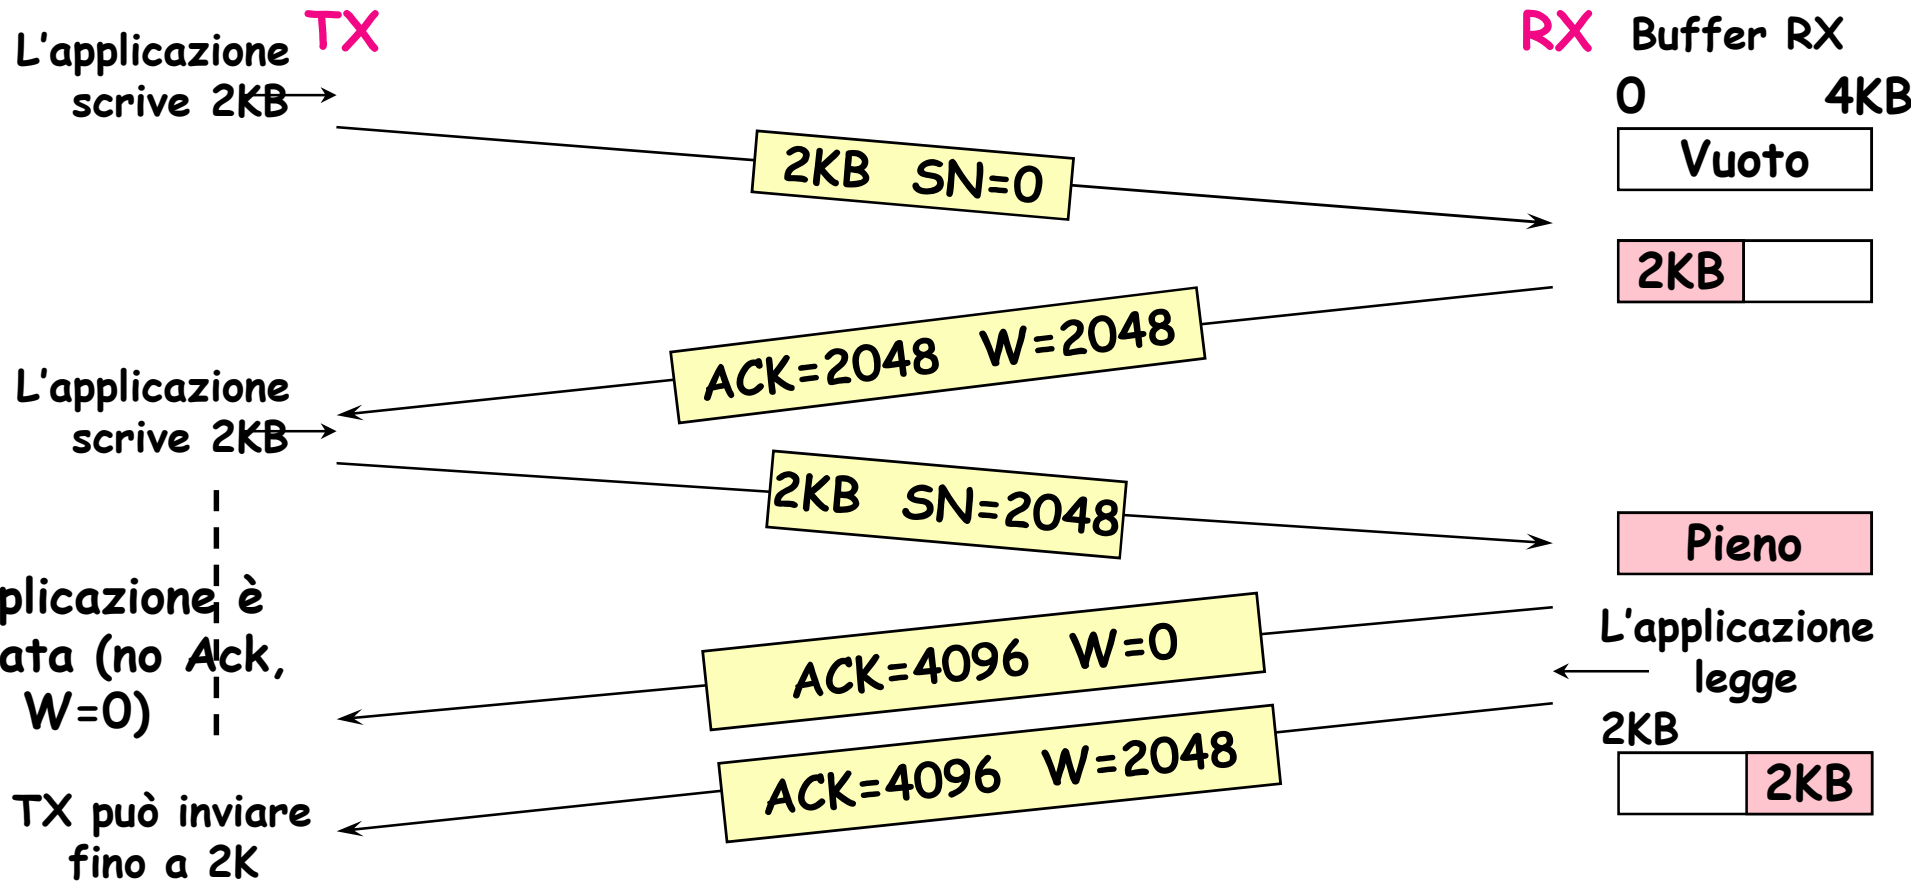 TX
RX
Buffer RX
L'applicazione
scrive 2KB
0 4KB
Vuoto
2KB SN=0
2KB
ACK=2048 W=2048
L'applicazione
scrive 2KB
2KB SN=2048
Pieno
plicazione è
ata (no Ack,
W=0)
ACK=4096 W=0
L'applicazione
legge
2KB
2KB
ACK=4096 W=2048
TX può inviare
fino a 2K